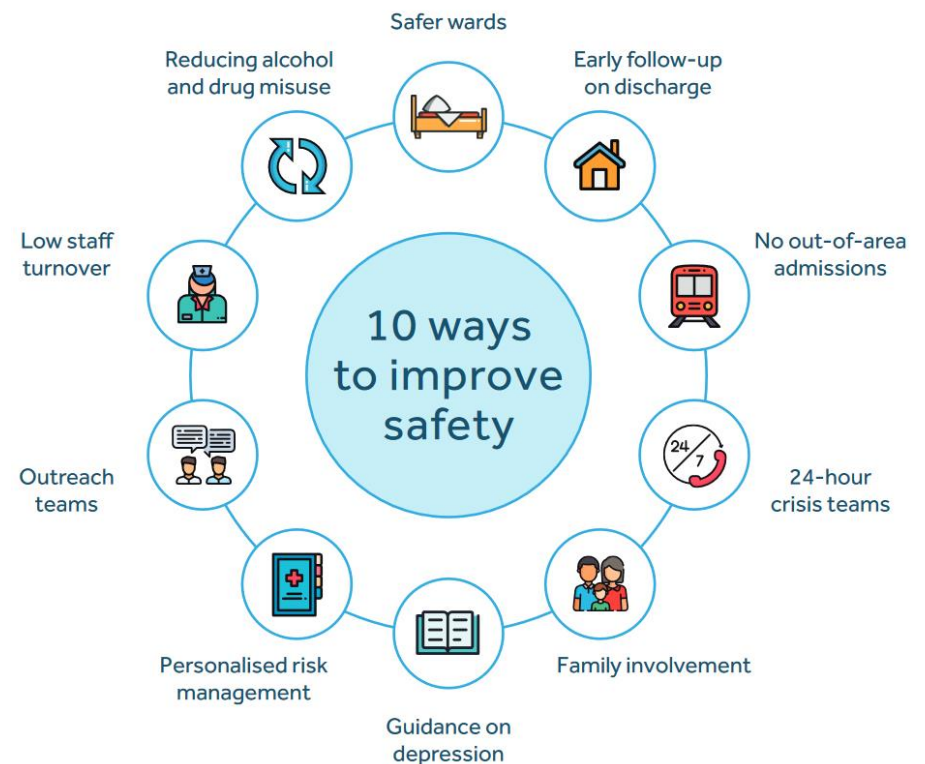 Safer wards
Early follow-up
on discharge
No out-of-area
admissions
24
7
24-hour
crisis teams
Family involvement
Guidance on
depression
Personalised risk
management
Outreach
teams
Low staff
turnover
Reducing alcohol
and drug misuse
10 ways
to improve
safety